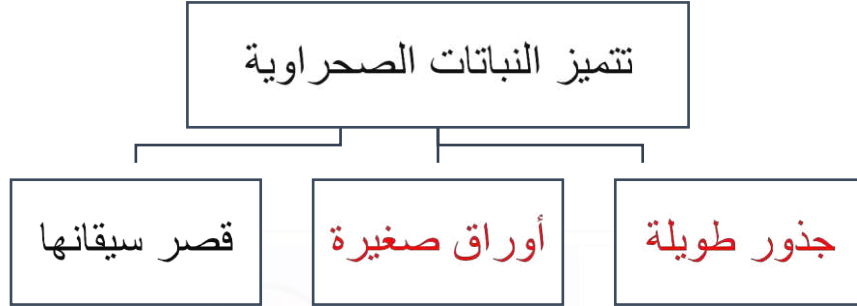 تتميز النباتات الصحراوية
جذور طويلة
أوراق صغيرة
قصر سيقانها